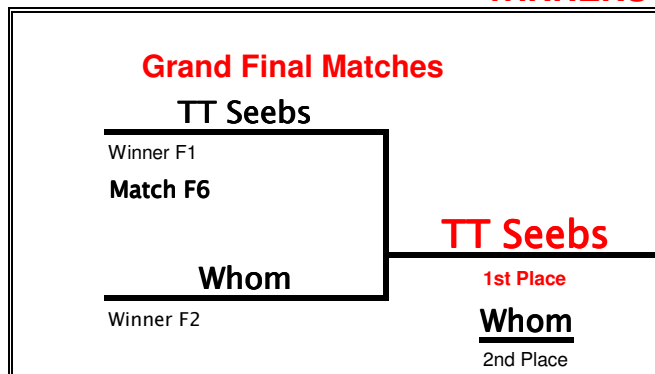 Grand Final Matches
TT Seebs
Winner F1
Match F6
Whom
Winner F2
TT Seebs
1st Place
Whom
2nd Place